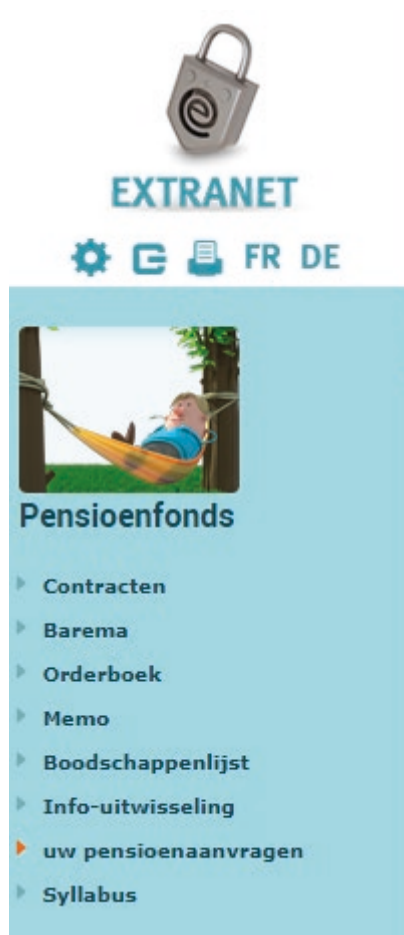 EXTRANET
FR DE
Pensioenfonds
Contracten
Barema
Orderboek
Memo
Boodschappenlijst
Info-uitwisseling
uw pensioenaanvragen
Syllabus